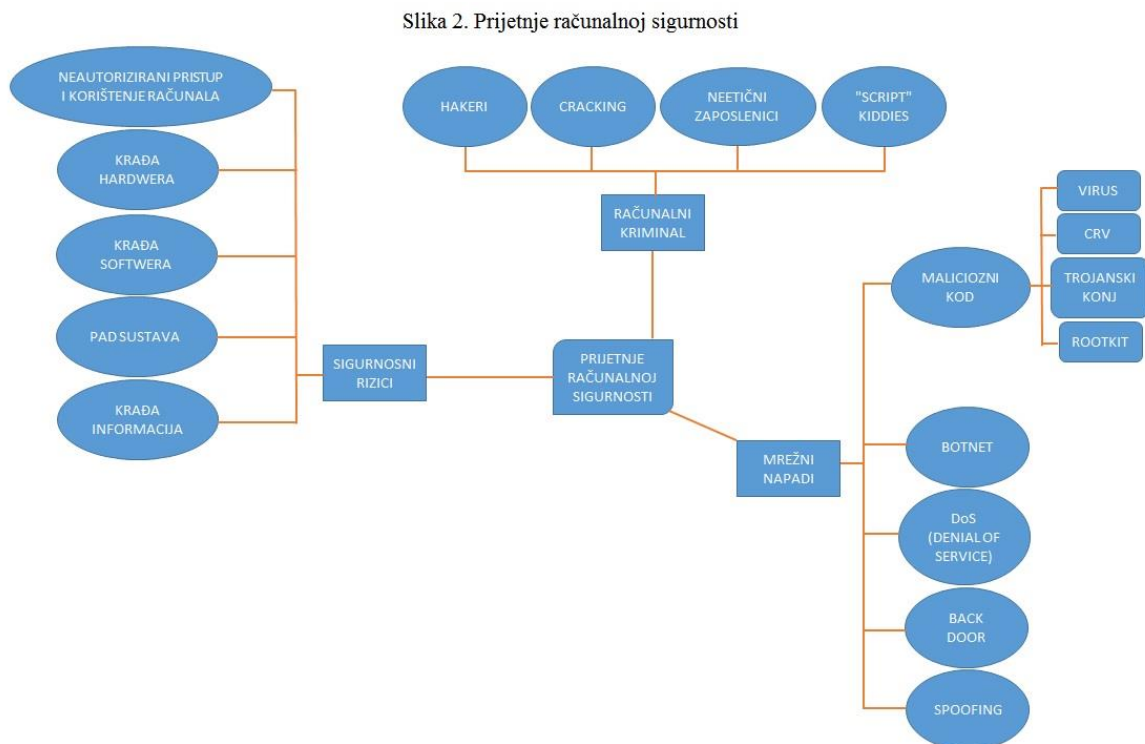 Slika 2. Prijetnje računalnoj sigurnosti
NEAUTORIZIRANI PRISTUP
I KORIŠTENJE RAČUNALA
KRAĐA
HARDWERA
KRAĐA
SOFTWERA
PAD SUSTAVA
KRAĐA
INFORMACIJA
SIGURNOSNI
RIZICI
HAKERI
CRACKING
NEETIČNI
ZAPOSLENICI
"SCRIPT"
KIDDIES
RAČUNALNI
KRIMINAL
PRIJETNJE
RAČUNALNOJ
SIGURNOSTI
MREŽNI
NAPADI
MALICIOZNI
KOD
VIRUS
CRV
TROJANSKI
KONJ
ROOTKIT
BOTNET
DoS
(DENIAL OF
SERVICE)
BACK
DOOR
SPOOFING